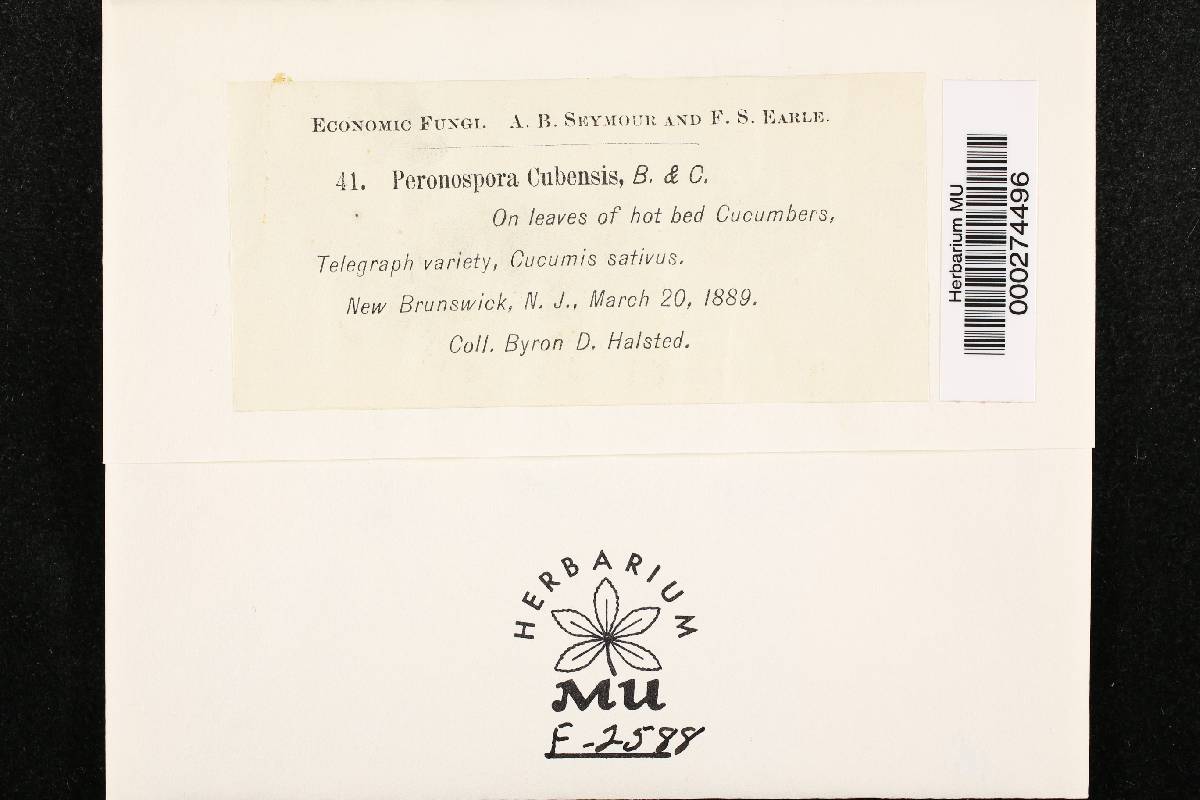 Economic Fungi. A. B. Seymour and F. S. Earle.
41. Peronospora Cubensis, B. & C.
On leaves of hot bed Cucumbers,
Telegraph variety, Cucumis sativus.
New Brunswick, N. J., March 20, 1889.
Coll. Byron D. Halsted.
Herbarium MU
000274496
HERBARIUM
MU
F-2588